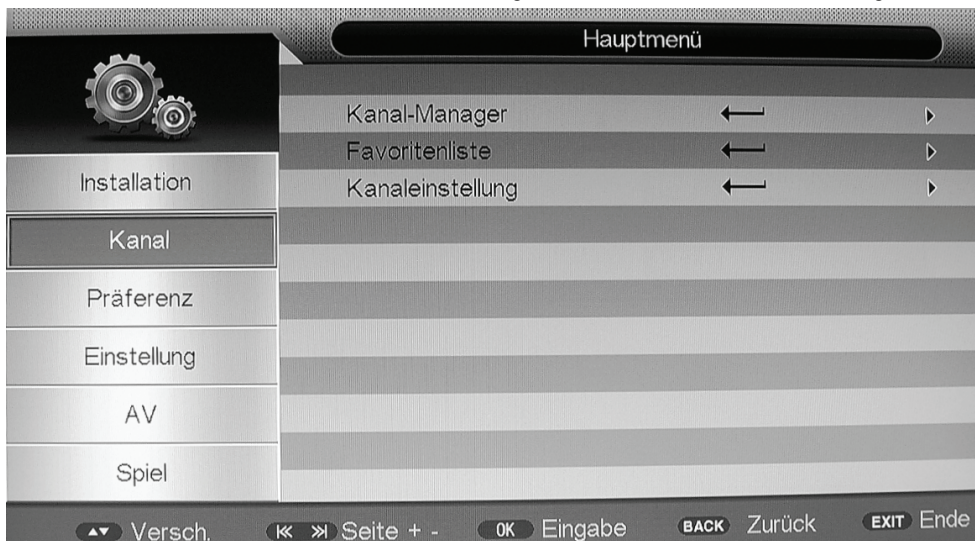 Hauptmenü
Kanal-Manager
Favoritenliste
Kanaleinstellung
Installation
Kanal
Präferenz
Einstellung
AV
Spiel
Versch. Seite + - OK Eingabe BACK Zurück EXIT Ende